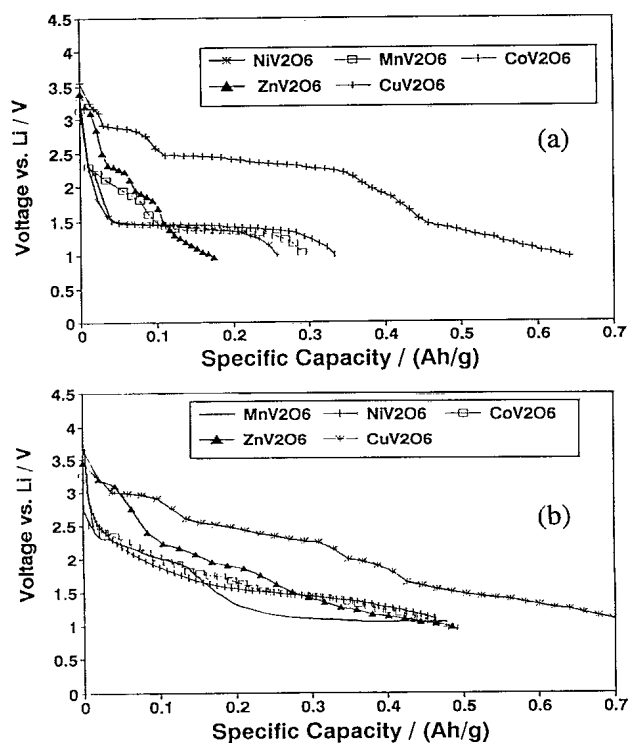 4.5
4
3.5
3
2.5
2
1.5
1
0.5
0
Voltage vs. Li / V
NiV2O6 MnV2O6 CoV2O6
ZnV2O6 CuV2O6
(a)
0 0.1 0.2 0.3 0.4 0.5 0.6 0.7
Specific Capacity / (Ah/g)
4.5
4
3.5
3
2.5
2
1.5
1
0.5
0
Voltage vs. Li / V
MnV2O6 NiV2O6 CoV2O6
ZnV2O6 CuV2O6
(b)
0 0.1 0.2 0.3 0.4 0.5 0.6 0.7
Specific Capacity / (Ah/g)